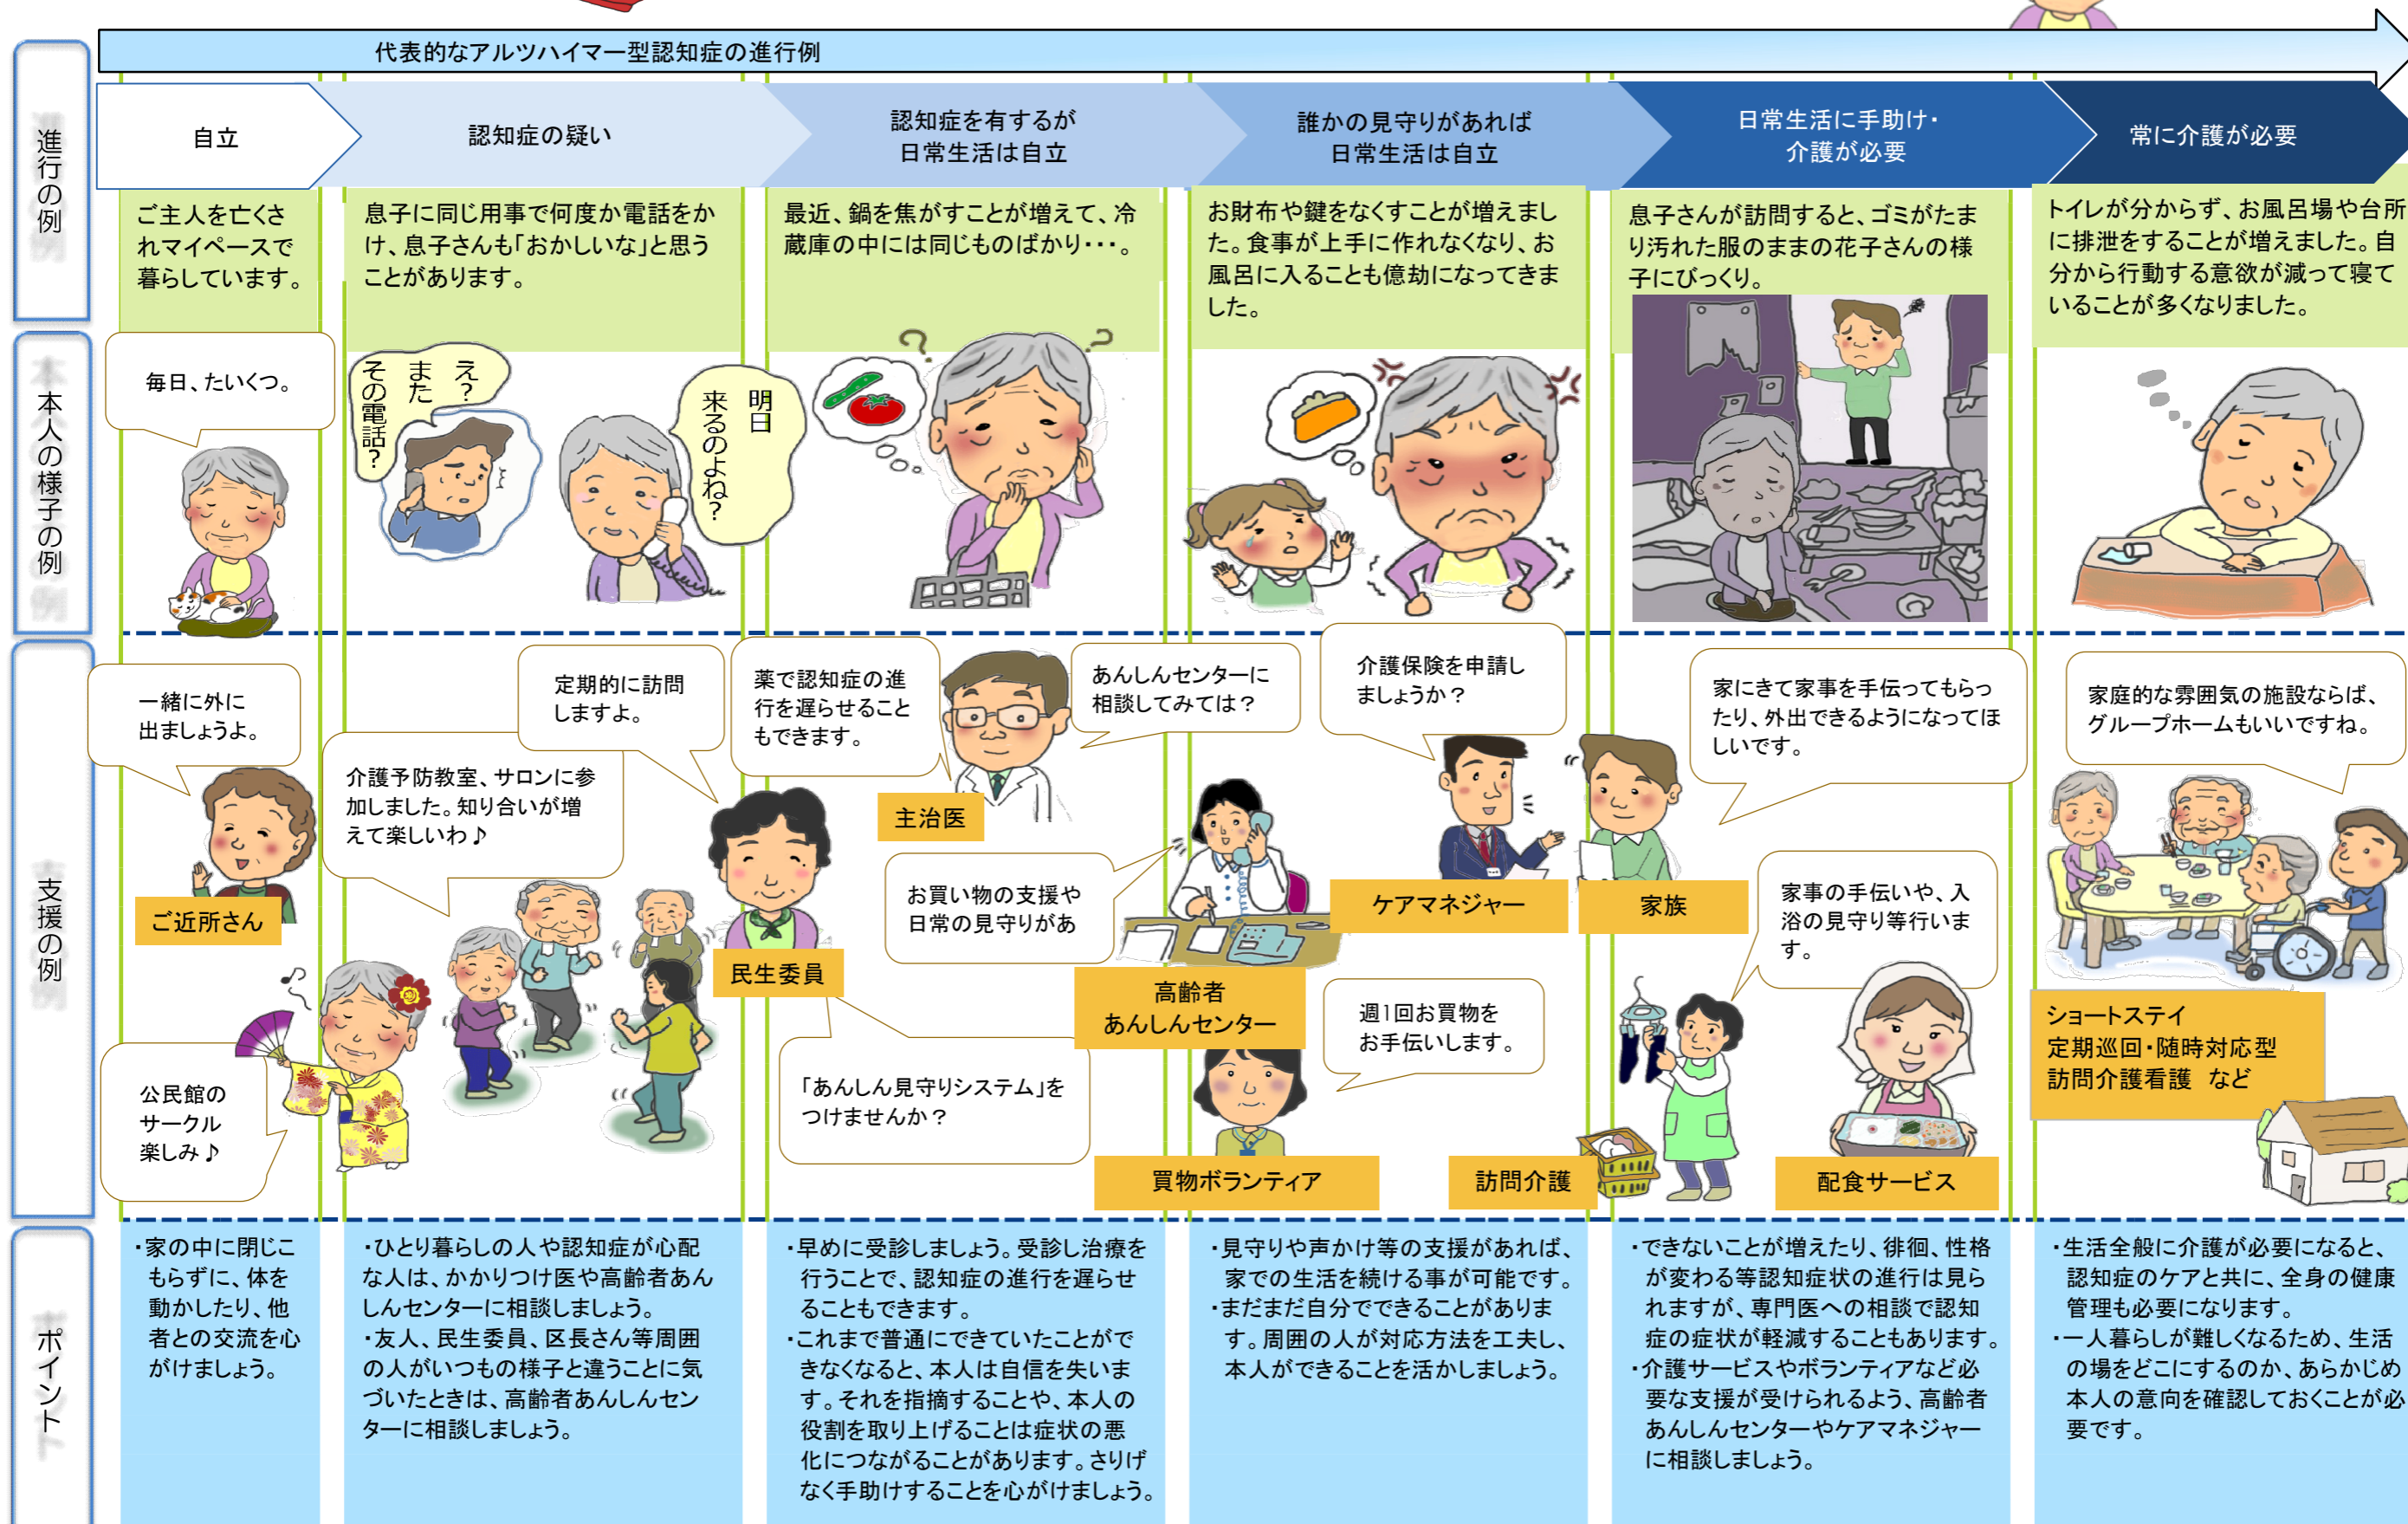 代表的なアルツハイマー型認知症の進行例
進行の例
自立
認知症の疑い
認知症を有するが
日常生活は自立
誰かの見守りがあれば
日常生活は自立
日常生活に手助け・
介護が必要
常に介護が必要
ご主人を亡くさ
れマイペースで
暮らしています。
息子に同じ用事で何度か電話をか
け、息子さんも「おかしいな」と思う
ことがあります。
最近、鍋を焦がすことが増えて、冷
蔵庫の中には同じものばかり・・・。
お財布や鍵をなくすことが増えまし
た。食事が上手に作れなくなり、お
風呂に入ることも億劫になってきま
した。
息子さんが訪問すると、ゴミがたま
り汚れた服のままの花子さんの様
子にびっくり。
トイレが分からず、お風呂場や台所
に排泄をすることが増えました。自
分から行動する意欲が減って寝て
いることが多くなりました。
本人の様子の例
毎日、たいくつ。
え?
また
その電話?
明日
来るのよね?
?
?
支援の例
一緒に外に
出ましょうよ。
ご近所さん
公民館の
サークル
楽しみ♪
介護予防教室、サロンに参
加しました。知り合いが増
えて楽しいわ♪
定期的に訪問
しますよ。
民生委員
「あんしん見守りシステム」を
つけませんか?
薬で認知症の進
行を遅らせること
もできます。
主治医
あんしんセンターに
相談してみては?
お買い物の支援や
日常の見守りがあ
高齢者
あんしんセンター
介護保険を申請し
ましょうか?
ケアマネジャー
週1回お買物を
お手伝いします。
買物ボランティア
家にきて家事を手伝ってもらっ
たり、外出できるようになってほ
しいです。
家族
家事の手伝いや、入
浴の見守り等行いま
す。
訪問介護
配食サービス
家庭的な雰囲気の施設ならば、
グループホームもいいですね。
ショートステイ
定期巡回・随時対応型
訪問介護看護 など
ポイント
・家の中に閉じこ
もらずに、体を
動かしたり、他
者との交流を心
がけましょう。
・ひとり暮らしの人や認知症が心配
な人は、かかりつけ医や高齢者あん
しんセンターに相談しましょう。
・友人、民生委員、区長さん等周囲
の人がいつもの様子と違うことに気
づいたときは、高齢者あんしんセン
ターに相談しましょう。
・早めに受診しましょう。受診し治療を
行うことで、認知症の進行を遅らせ
ることもできます。
・これまで普通にできていたことがで
きなくなると、本人は自信を失いま
す。それを指摘することや、本人の
役割を取り上げることは症状の悪
化につながることがあります。さりげ
なく手助けすることを心がけましょう。
・見守りや声かけ等の支援があれば、
家での生活を続ける事が可能です。
・まだまだ自分でできることがありま
す。周囲の人が対応方法を工夫し、
本人ができることを活かしましょう。
・できないことが増えたり、徘徊、性格
が変わる等認知症状の進行は見ら
れますが、専門医への相談で認知
症の症状が軽減することもあります。
・介護サービスやボランティアなど必
要な支援が受けられるよう、高齢者
あんしんセンターやケアマネジャー
に相談しましょう。
・生活全般に介護が必要になると、
認知症のケアと共に、全身の健康
管理も必要になります。
・一人暮らしが難しくなるため、生活
の場をどこにするのか、あらかじめ
本人の意向を確認しておくことが必
要です。